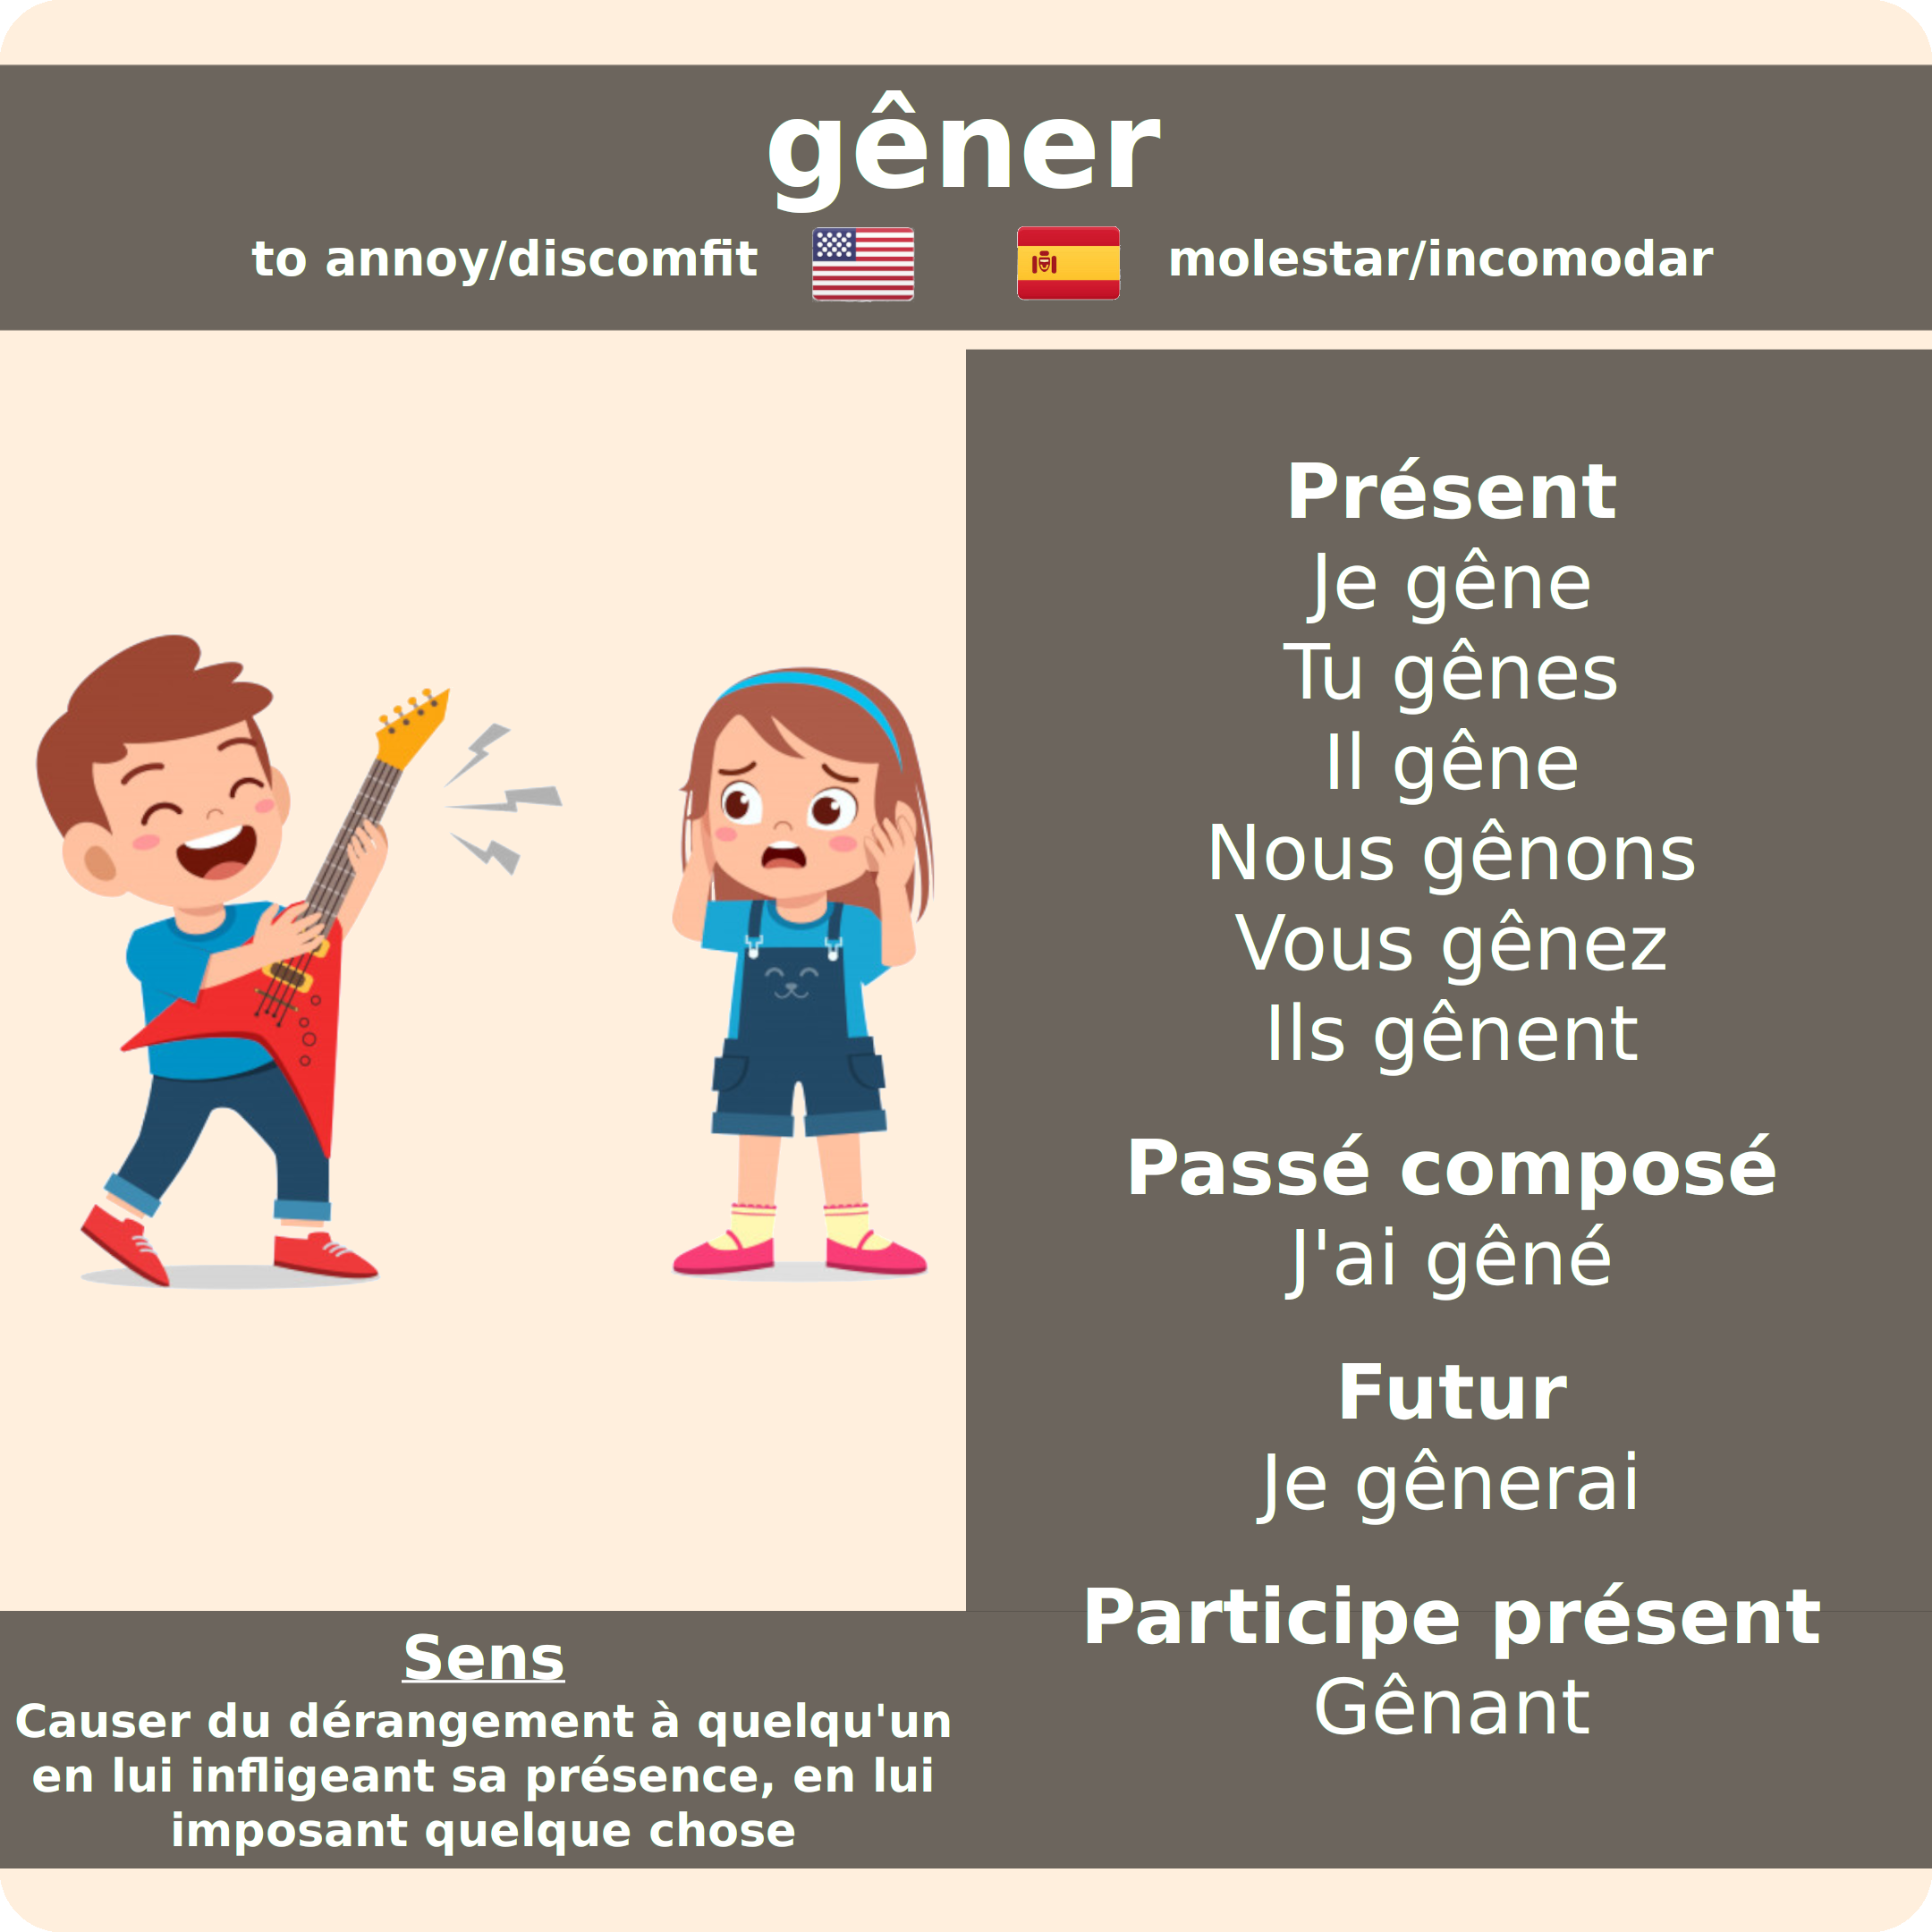 gêner
to annoy/discomfit
molestar/incomodar
Présent
Je gêne
Tu gênes
Il gêne
Nous gênons
Vous gênez
Ils gênent
Passé composé
J'ai gêné
Futur
Je gênerai
Participe présent
Gênant
Sens
Causer du dérangement à quelqu'un
en lui infligeant sa présence, en lui
imposant quelque chose